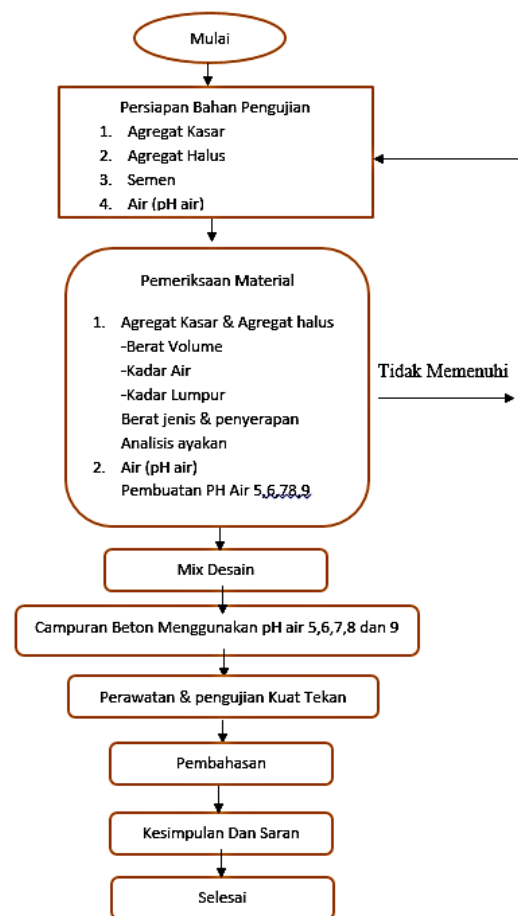 Mulai
Persiapan Bahan Pengujian
1. Agregat Kasar
2. Agregat Halus
3. Semen
4. Air (pH air)
Pemeriksaan Material
1. Agregat Kasar & Agregat halus
-Berat Volume
-Kadar Air
-Kadar Lumpur
Berat jenis & penyerapan
Analisis ayakan
2. Air (pH air)
Pembuatan PH Air 5,6,78,9
Tidak Memenuhi
Mix Desain
Campuran Beton Menggunakan pH air 5,6,7,8 dan 9
Perawatan & pengujian Kuat Tekan
Pembahasan
Kesimpulan Dan Saran
Selesai